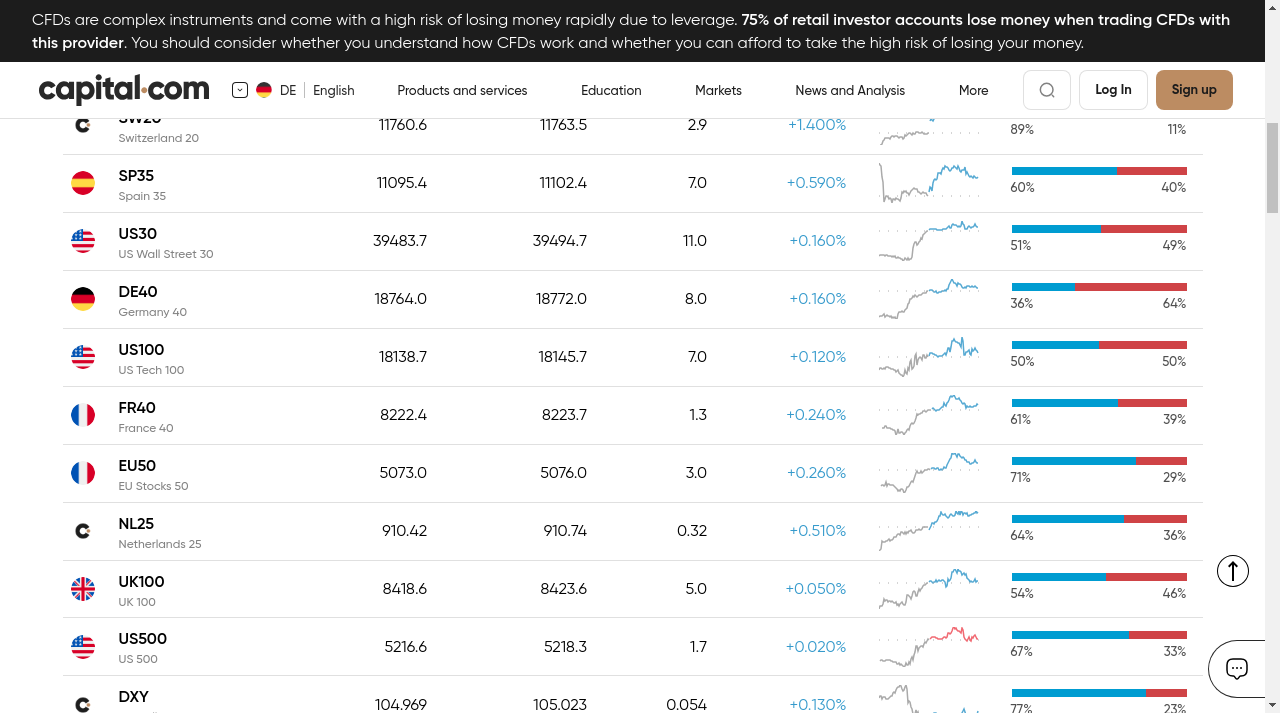 CFDs are complex instruments and come with a high risk of losing money rapidly due to leverage. 75% of retail investor accounts lose money when trading CFDs with
this provider. You should consider whether you understand how CFDs work and whether you can afford to take the high risk of losing your money.
capital.com DE English Products and services Education Markets News and Analysis More Log In Sign up
SW20 11760.6 11763.5 2.9 +1.400% 89% 11%
Switzerland 20
SP35 11095.4 11102.4 7.0 +0.590% 60% 40%
Spain 35
US30 39483.7 39494.7 11.0 +0.160% 51% 49%
US Wall Street 30
DE40 18764.0 18772.0 8.0 +0.160% 36% 64%
Germany 40
US100 18138.7 18145.7 7.0 +0.120% 50% 50%
US Tech 100
FR40 8222.4 8223.7 1.3 +0.240% 61% 39%
France 40
EU50 5073.0 5076.0 3.0 +0.260% 71% 29%
EU Stocks 50
NL25 910.42 910.74 0.32 +0.510% 64% 36%
Netherlands 25
UK100 8418.6 8423.6 5.0 +0.050% 54% 46%
UK 100
US500 5216.6 5218.3 1.7 +0.020% 67% 33%
US 500
DXY 104.969 105.023 0.054 +0.130% 77% 23%